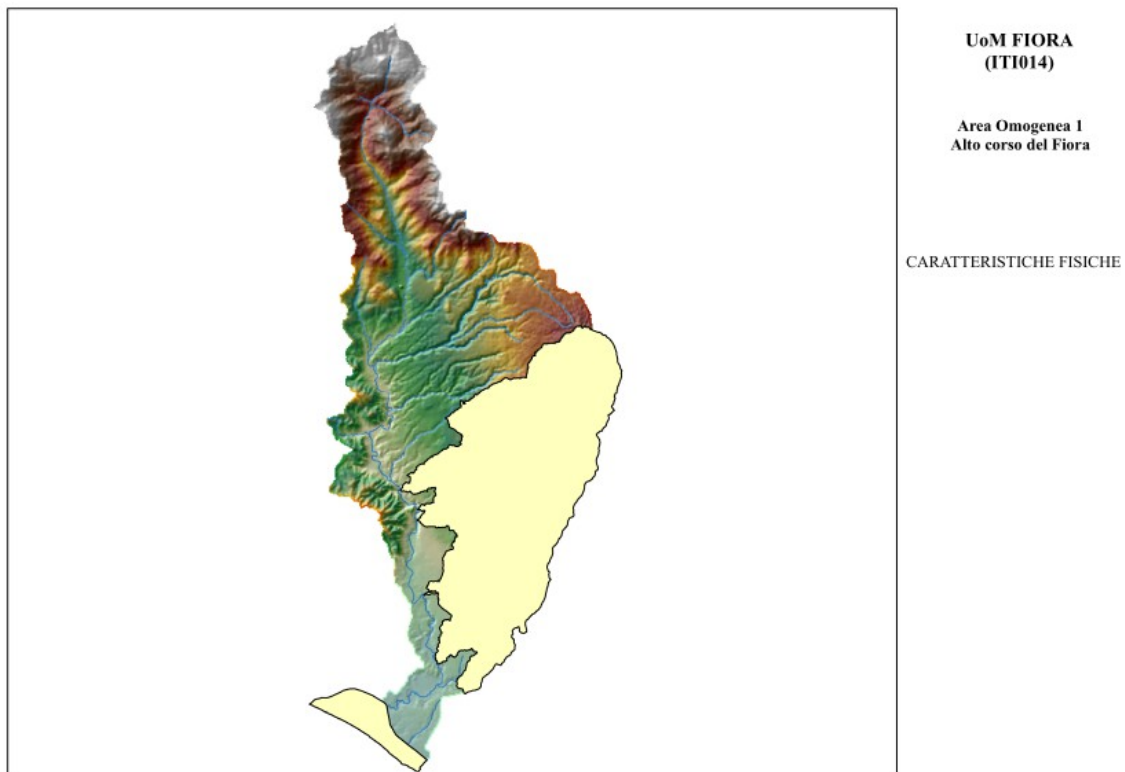 UoM FIORA
(ITI014)
Area Omogenea 1
Alto corso del Fiora
CARATTERISTICHE FISICHE